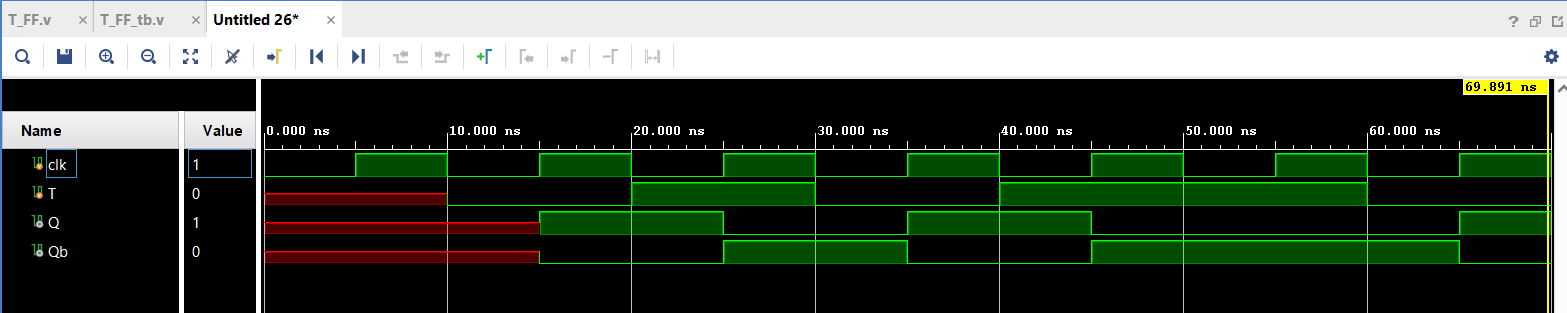 T_FF.v × T_FF_tb.v × Untitled 26* ×
?
69.891 ns
Name Value
0.000 ns 10.000 ns 20.000 ns 30.000 ns 40.000 ns 50.000 ns 60.000 ns
clk 1
T 0
Q 1
Qb 0